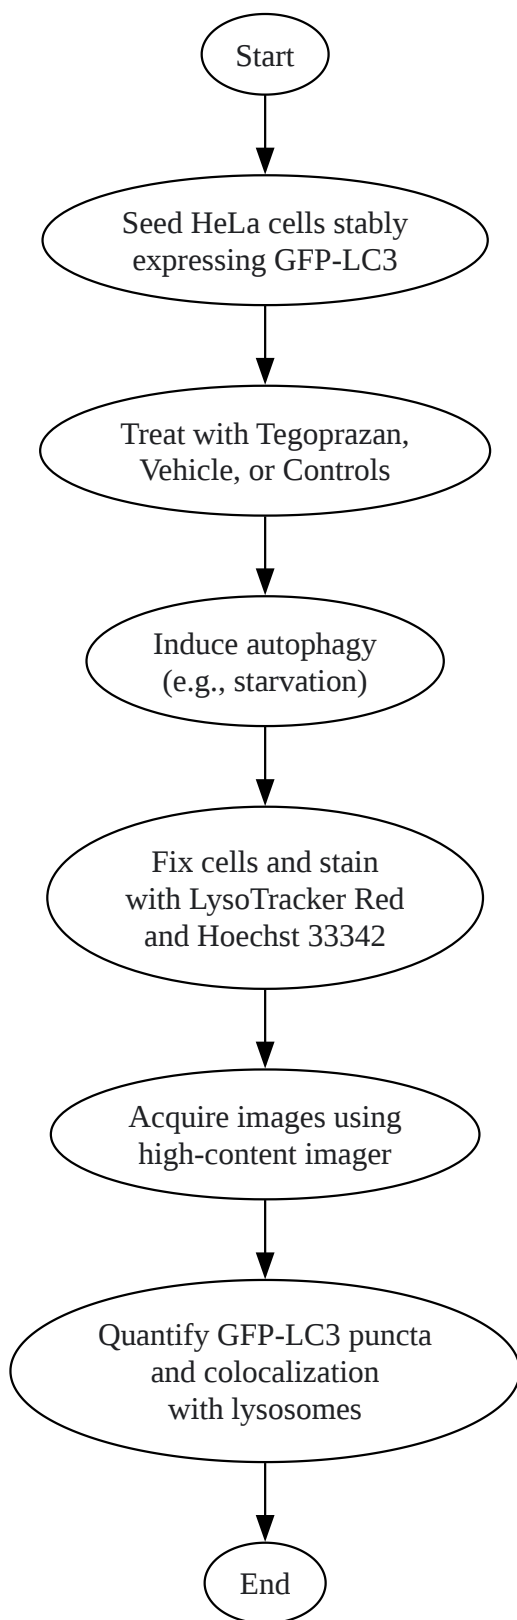 Start
Seed HeLa cells stably
expressing GFP-LC3
Treat with Tegoprazan,
Vehicle, or Controls
Induce autophagy
(e.g., starvation)
Fix cells and stain
with LysoTracker Red
and Hoechst 33342
Acquire images using
high-content imager
Quantify GFP-LC3 puncta
and colocalization
with lysosomes
End